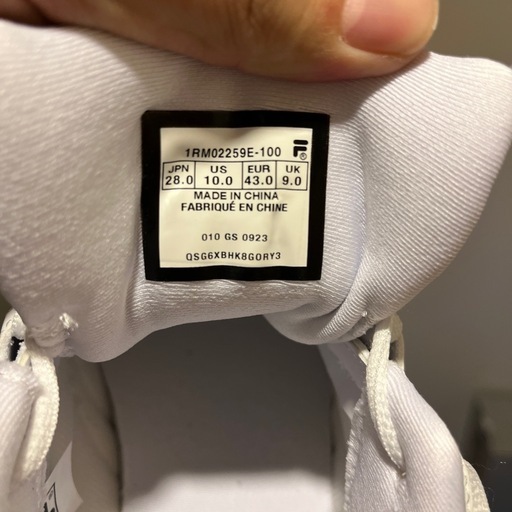 1RM02259E-100
JPN US EUR UK
28.0 10.0 43.0 9.0
MADE IN CHINA
FABRIQUÉ EN CHINE
010 GS 0923
QSG6XBHK8G0RY3